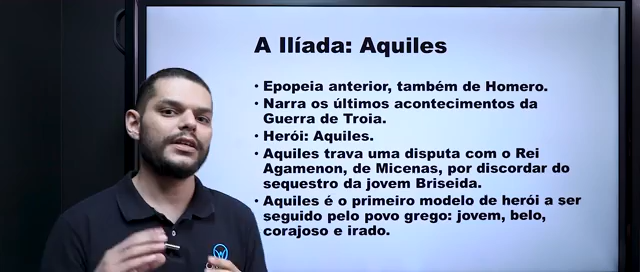 A Ilíada: Aquiles
• Epopeia anterior, também de Homero.
• Narra os últimos acontecimentos da
Guerra de Troia.
• Herói: Aquiles.
• Aquiles trava uma disputa com o Rei
Agamenon, de Micenas, por discordar do
sequestro da jovem Briseida.
• Aquiles é o primeiro modelo de herói a ser
seguido pelo povo grego: jovem, belo,
corajoso e irado.